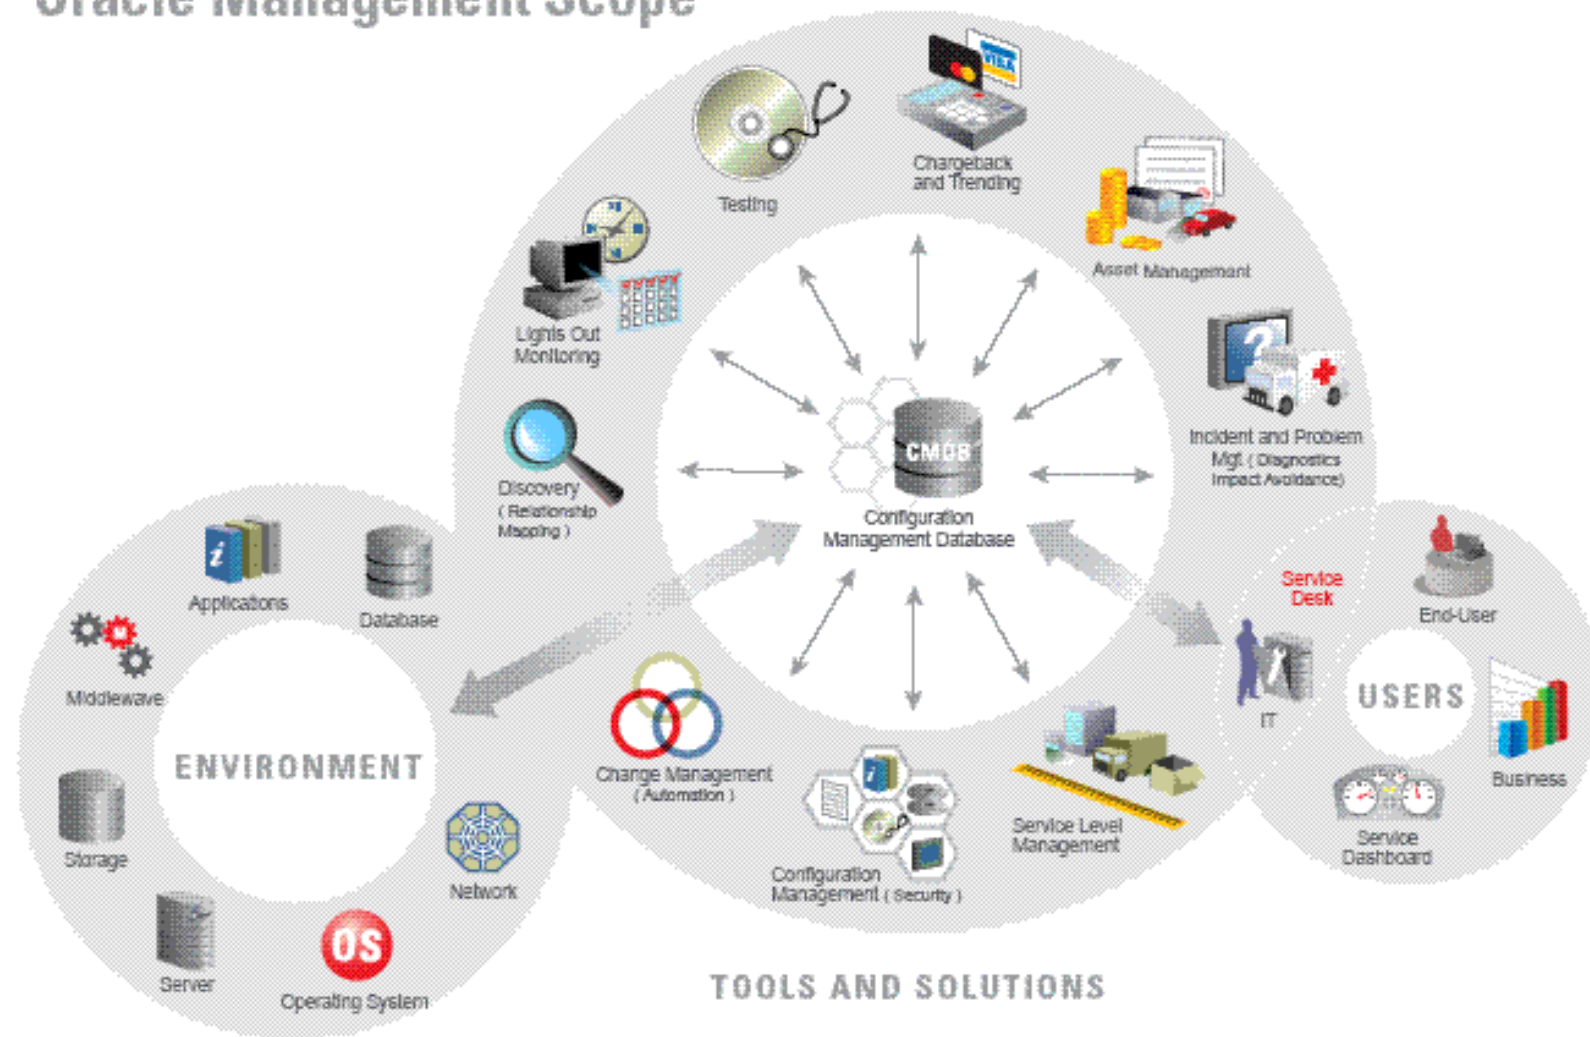 Oracle Management Scope
VISA
Testing
Chargeback
and Trending
Asset Management
Lights Out
Monitoring
Incident and Problem
Mgt ( Diagnostics
Impact Avoidance)
Discovery
( Relationship
Mapping )
CMDB
Configuration
Management Database
Applications
Database
Middlewave
ENVIRONMENT
Storage
Server
OS
Operating System
Network
Change Management
( Automation )
Configuration
Management ( Security )
Service Level
Management
Service
Desk
End-User
IT
USERS
Business
Service
Dashboard
TOOLS AND SOLUTIONS